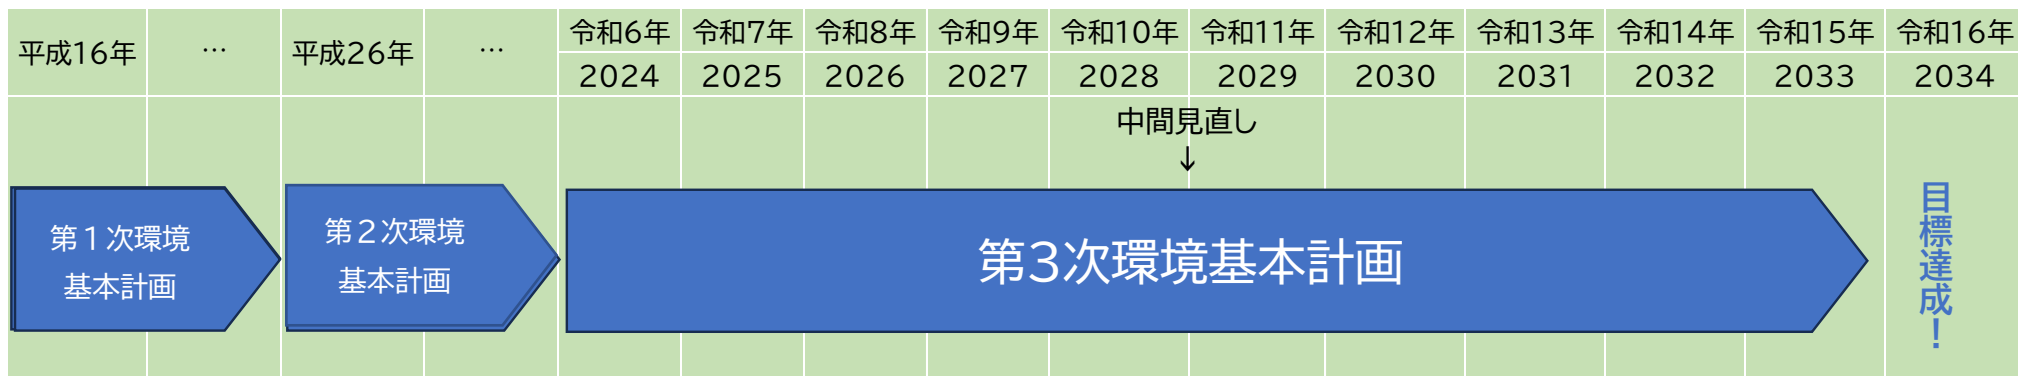 平成16年 … 平成26年 … 令和6年 令和7年 令和8年 令和9年 令和10年 令和11年 令和12年 令和13年 令和14年 令和15年 令和16年
2024 2025 2026 2027 2028 2029 2030 2031 2032 2033 2034
中間見直し
↓
第1次環境
基本計画
第2次環境
基本計画
第3次環境基本計画
目標達成！